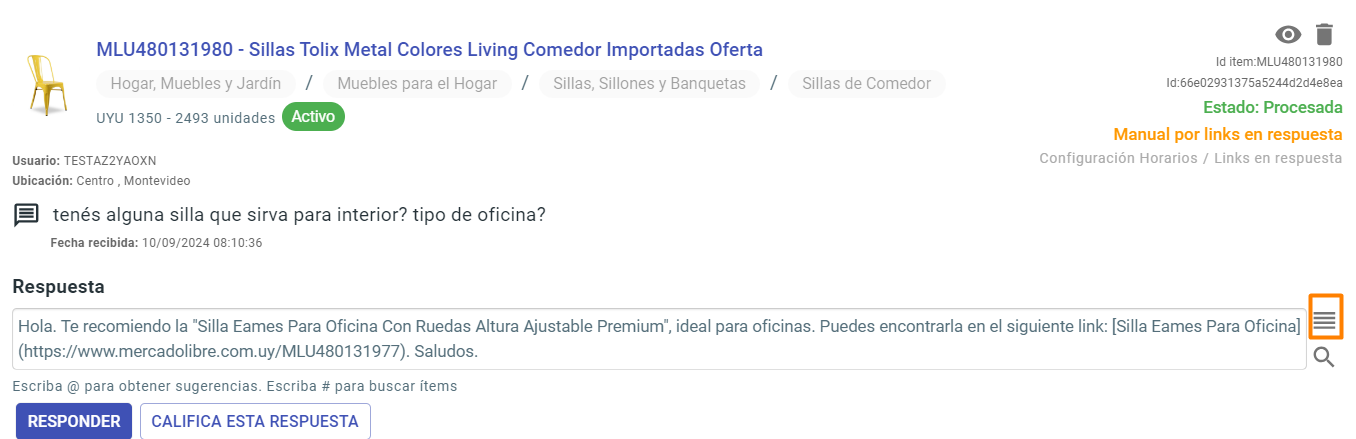 MLU480131980 - Sillas Tolix Metal Colores Living Comedor Importadas Oferta
Hogar, Muebles y Jardín / Muebles para el Hogar / Sillas, Sillones y Banquetas / Sillas de Comedor
UYU 1350 - 2493 unidades Activo
Id item:MLU480131980
Id:66e02931375a5244d2d4e8ea
Estado: Procesada
Manual por links en respuesta
Configuración Horarios / Links en respuesta
Usuario: TESTAZ2YAOXN
Ubicación: Centro , Montevideo
tenés alguna silla que sirva para interior? tipo de oficina?
Fecha recibida: 10/09/2024 08:10:36
Respuesta
Hola. Te recomiendo la "Silla Eames Para Oficina Con Ruedas Altura Ajustable Premium", ideal para oficinas. Puedes encontrarla en el siguiente link: [Silla Eames Para Oficina]
(https://www.mercadolibre.com.uy/MLU480131977). Saludos.
Escriba @ para obtener sugerencias. Escriba # para buscar ítems
RESPONDER CALIFICA ESTA RESPUESTA